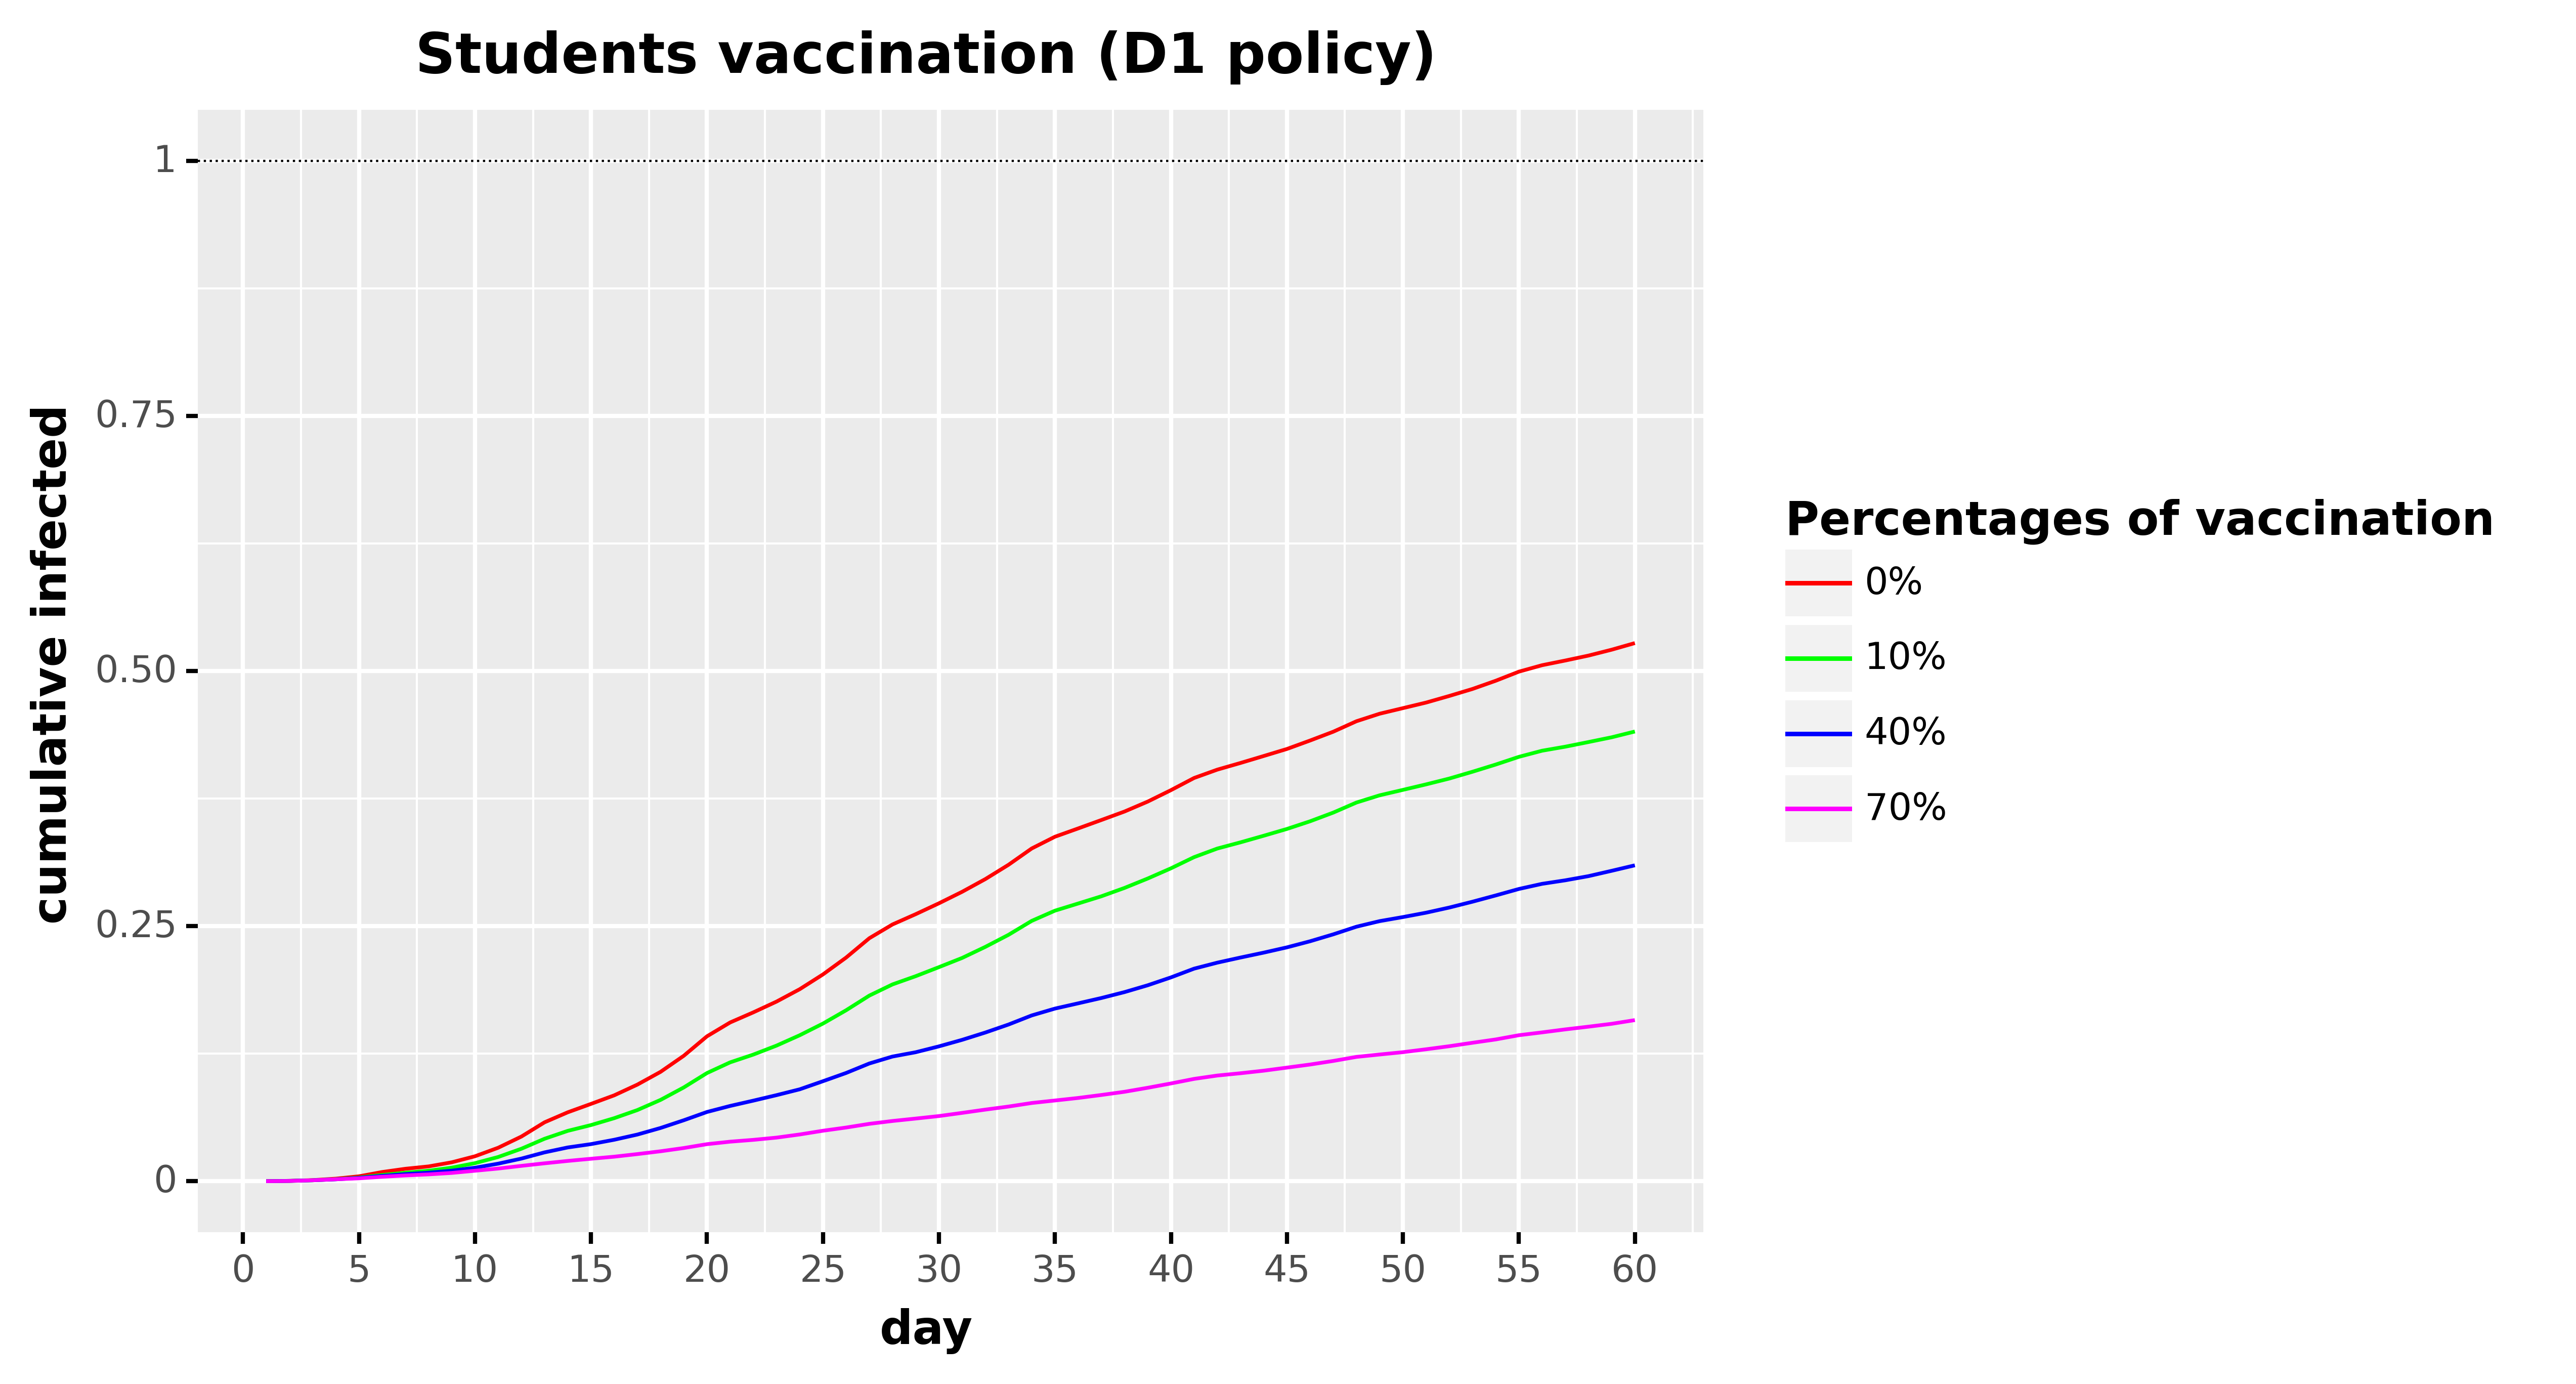 Students vaccination (D1 policy)
cumulative infected
1
0.75
0.50
0.25
0
0 5 10 15 20 25 30 35 40 45 50 55 60
day
Percentages of vaccination
0%
10%
40%
70%